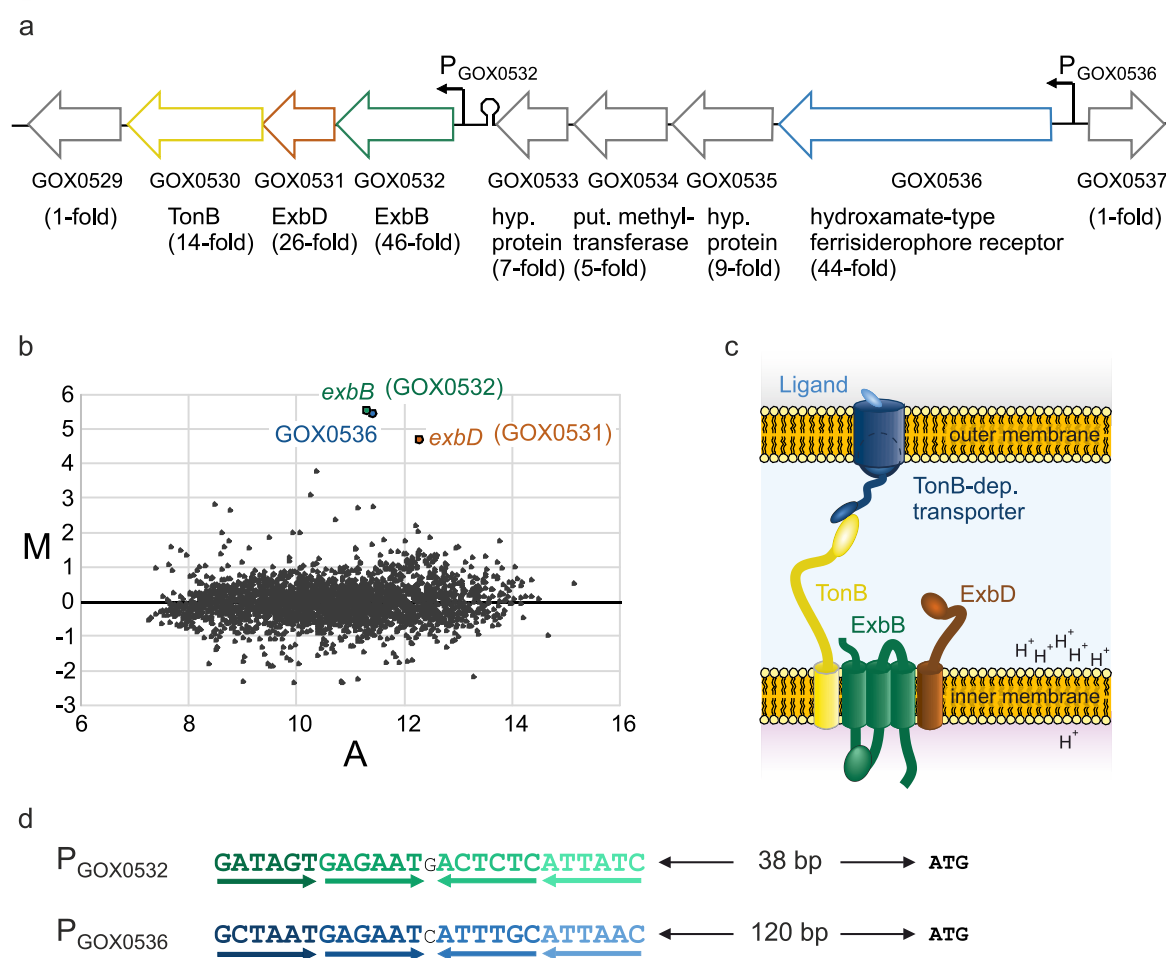 a
P GOX0532
P GOX0536
GOX0529 GOX0530 GOX0531 GOX0532 GOX0533 GOX0534 GOX0535 GOX0536 GOX0537
(1-fold) TonB ExbD ExbB hyp. put. methyl- hyp. hydroxamate-type (1-fold)
(14-fold) (26-fold) (46-fold) protein transferase protein ferrisiderophore receptor
(7-fold) (5-fold) (9-fold) (44-fold)
b
M
6
5
4
3
2
1
0
-1
-2
-3
exbB (GOX0532)
GOX0536
exbD (GOX0531)
6 8 10 12 14 16
A
c
Ligand
outer membrane
TonB-dep.
transporter
TonB
ExbB
ExbD
H+ H+ H+ H+ H+ H+
inner membrane
H+
d
P GOX0532 GATAGTGAGAATGACTCTCATTATC 38 bp ATG
P GOX0536 GCTAATGAGAATCATTTGCATTAAC 120 bp ATG